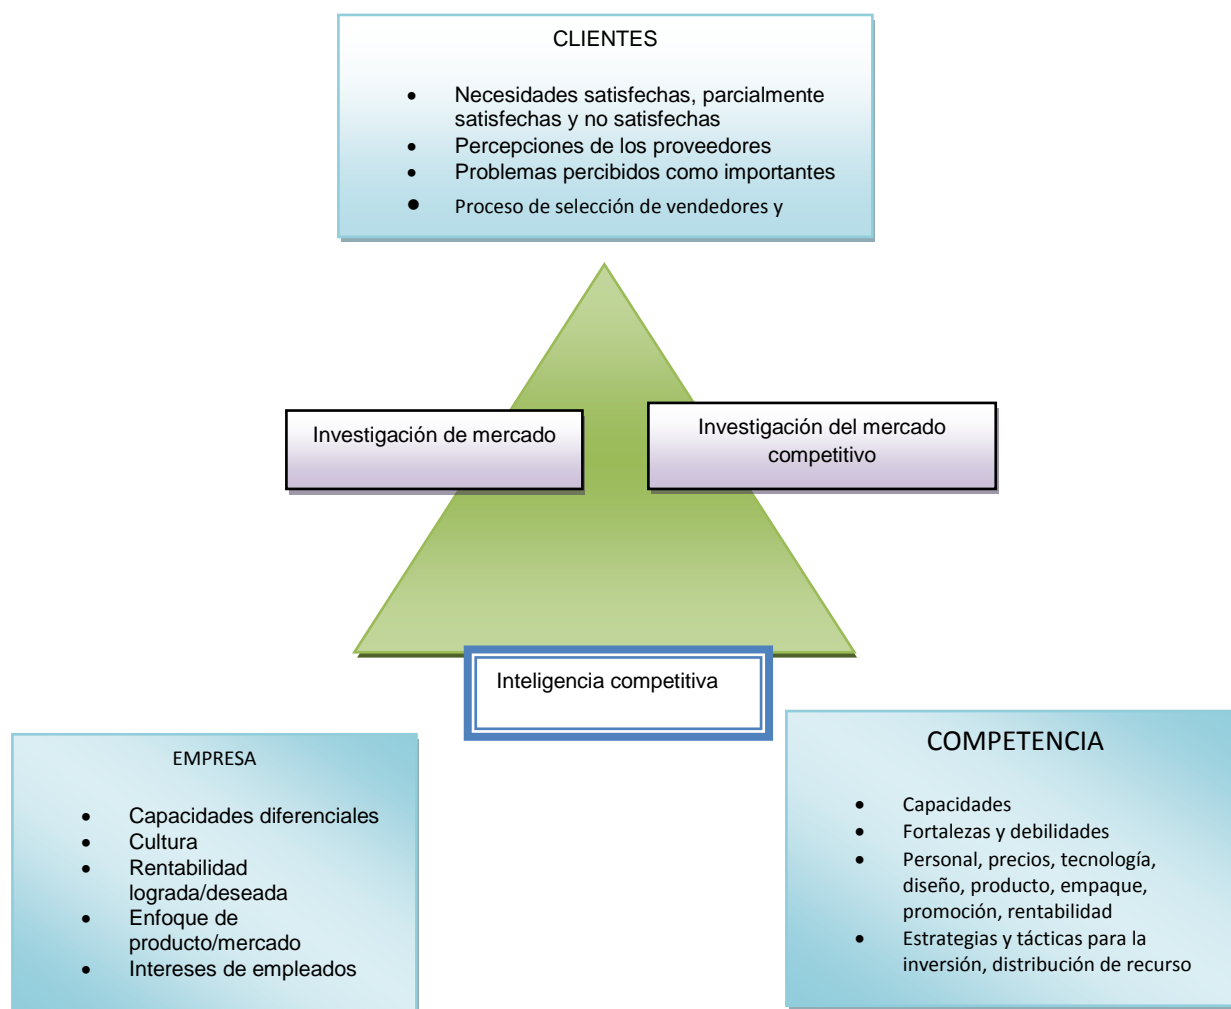 CLIENTES
• Necesidades satisfechas, parcialmente
satisfechas y no satisfechas
• Percepciones de los proveedores
• Problemas percibidos como importantes
• Proceso de selección de vendedores y
Investigación de mercado
Investigación del mercado
competitivo
Inteligencia competitiva
EMPRESA
• Capacidades diferenciales
• Cultura
• Rentabilidad
lograda/deseada
• Enfoque de
producto/mercado
• Intereses de empleados
COMPETENCIA
• Capacidades
• Fortalezas y debilidades
• Personal, precios, tecnología,
diseño, producto, empaque,
promoción, rentabilidad
• Estrategias y tácticas para la
inversión, distribución de recurso